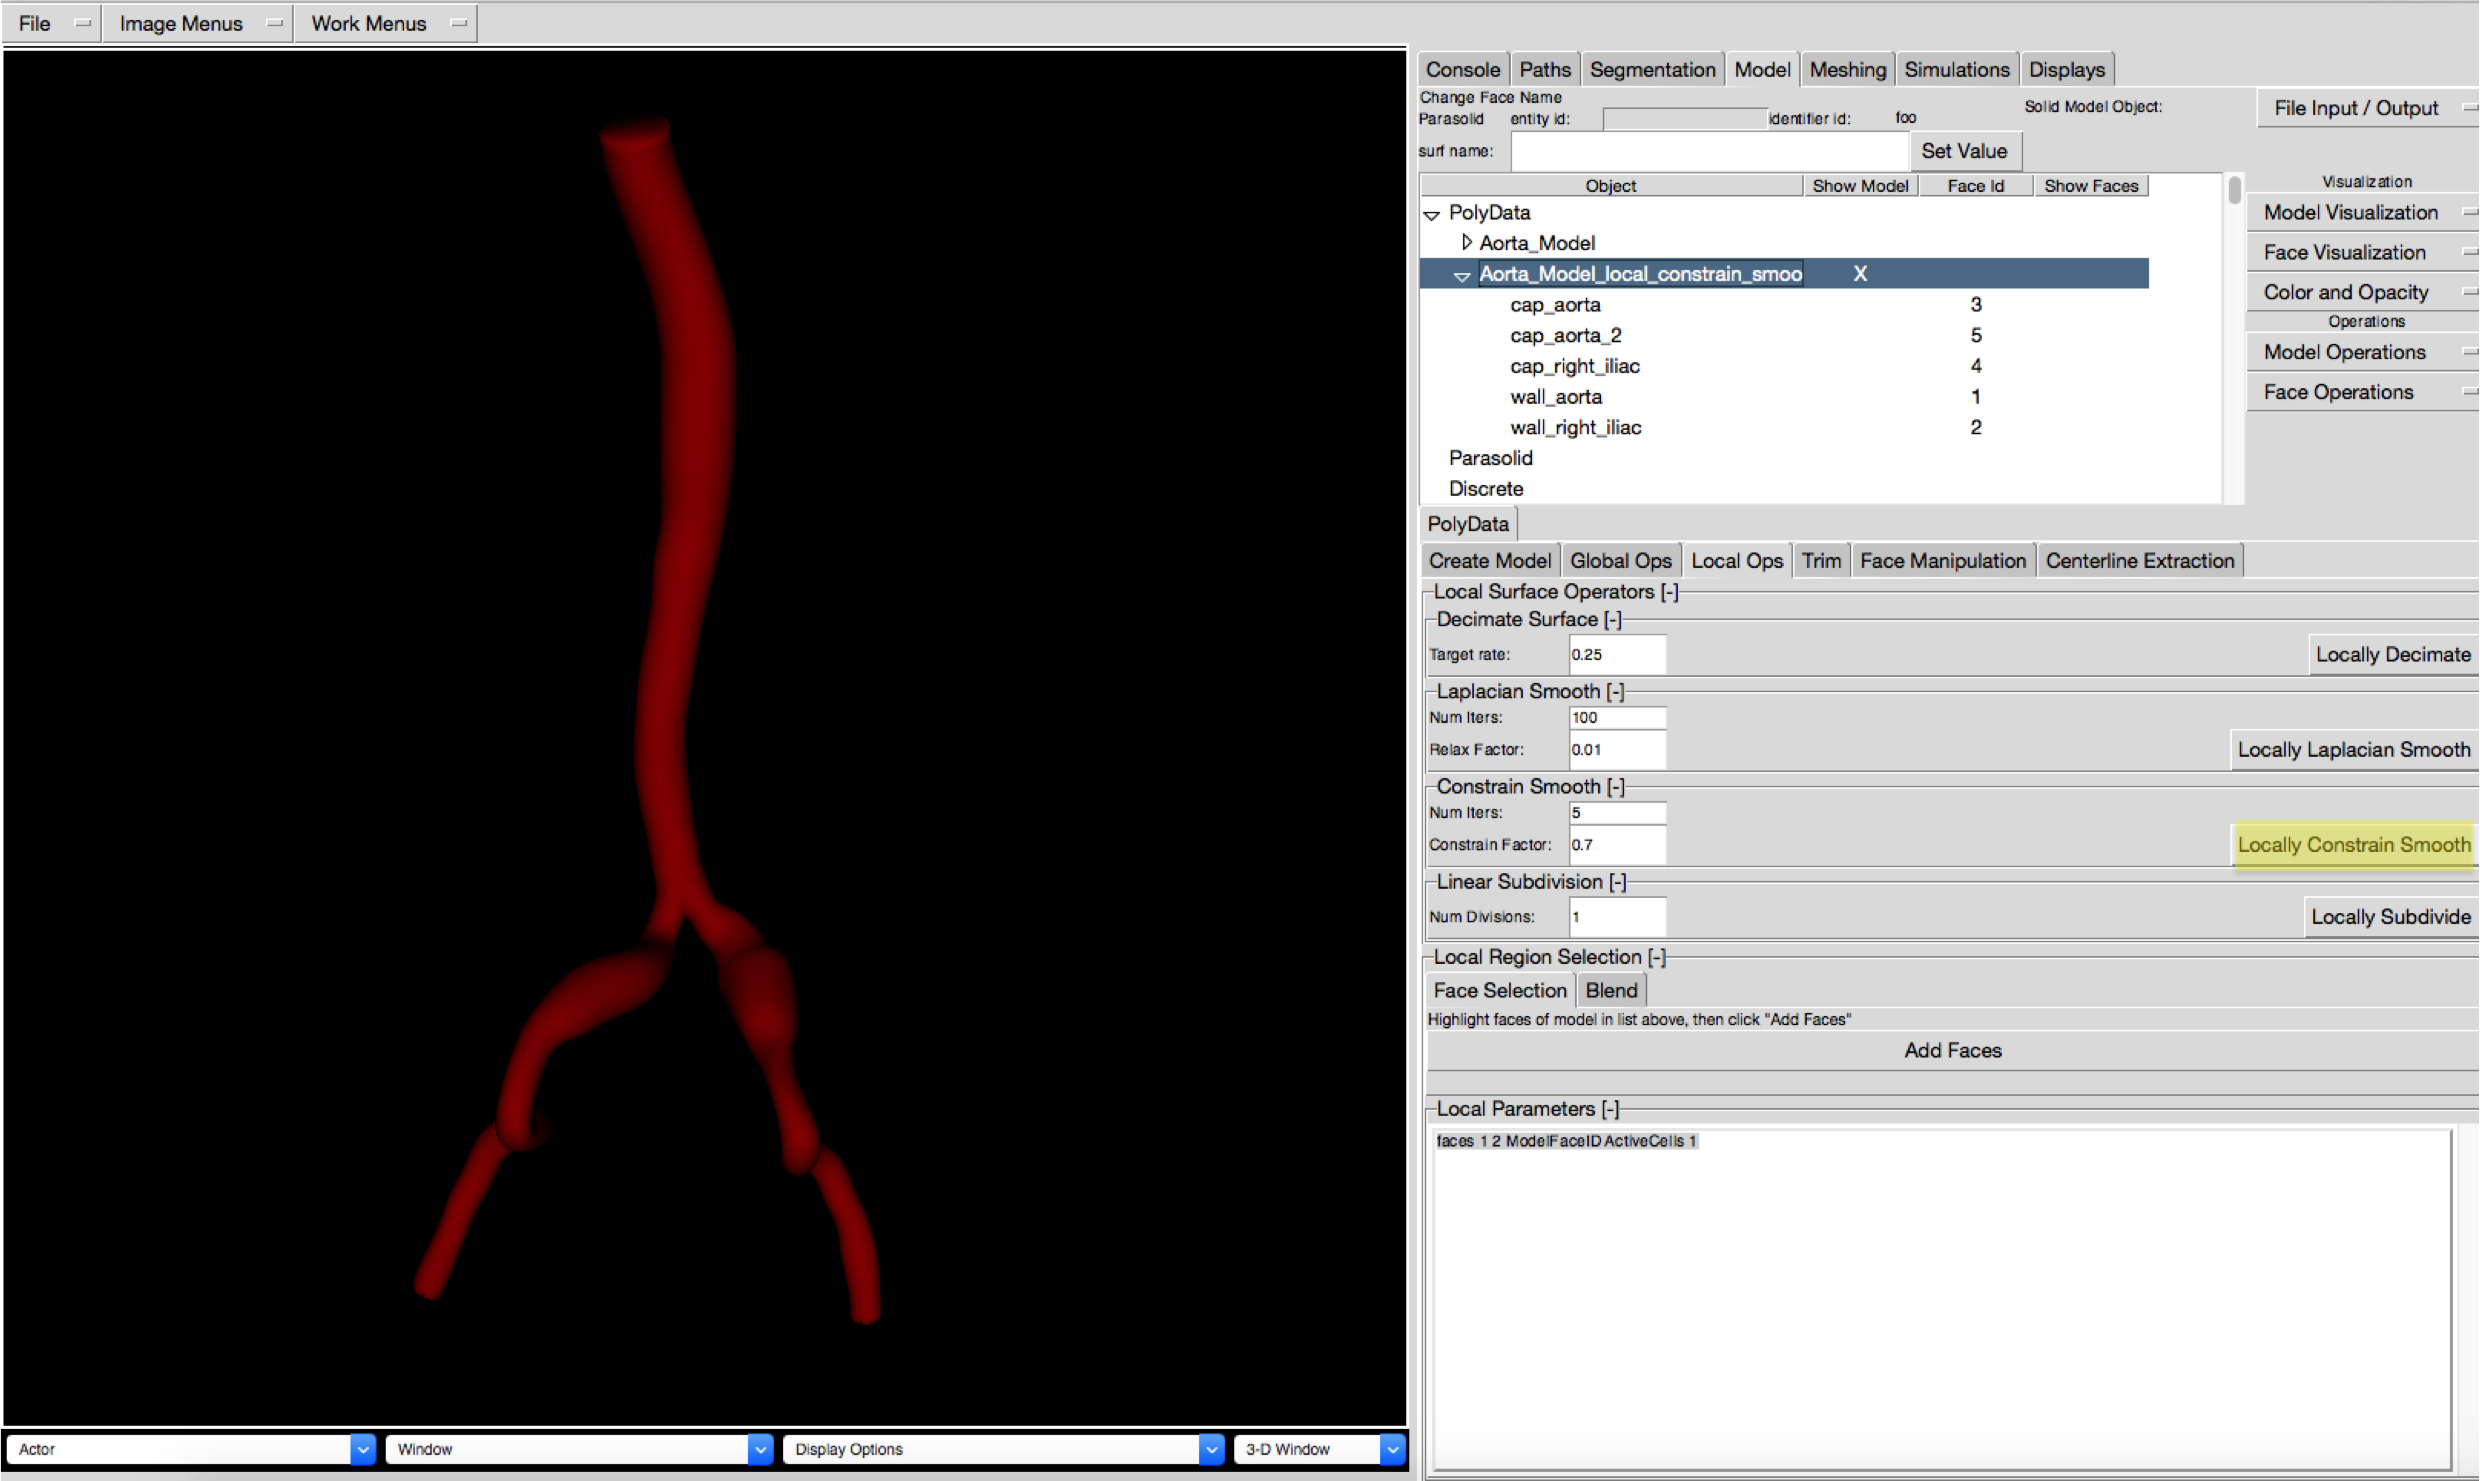 File Image Menus Work Menus
Console Paths Segmentation Model Meshing Simulations Displays
Change Face Name
Parasolid entity id: identifier id: foo Solid Model Object: File Input / Output
surf name: Set Value
Object Show Model Face Id Show Faces
Visualization
PolyData
Model Visualization
Aorta_Model
Face Visualization
Aorta_Model_local_constrain_smoo X
Color and Opacity
cap_aorta 3
Operations
cap_aorta_2 5
Model Operations
cap_right_iliac 4
Face Operations
wall_aorta 1
wall_right_iliac 2
Parasolid
Discrete
PolyData
Create Model Global Ops Local Ops Trim Face Manipulation Centerline Extraction
Local Surface Operators [-]
Decimate Surface [-]
Target rate: 0.25 Locally Decimate
Laplacian Smooth [-]
Num Iters: 100
Relax Factor: 0.01 Locally Laplacian Smooth
Constrain Smooth [-]
Num Iters: 5
Constrain Factor: 0.7 Locally Constrain Smooth
Linear Subdivision [-]
Num Divisions: 1 Locally Subdivide
Local Region Selection [-]
Face Selection Blend
Highlight faces of model in list above, then click "Add Faces"
Add Faces
Local Parameters [-]
faces 1 2 ModelFaceID ActiveCells 1
Actor Window Display Options 3-D Window